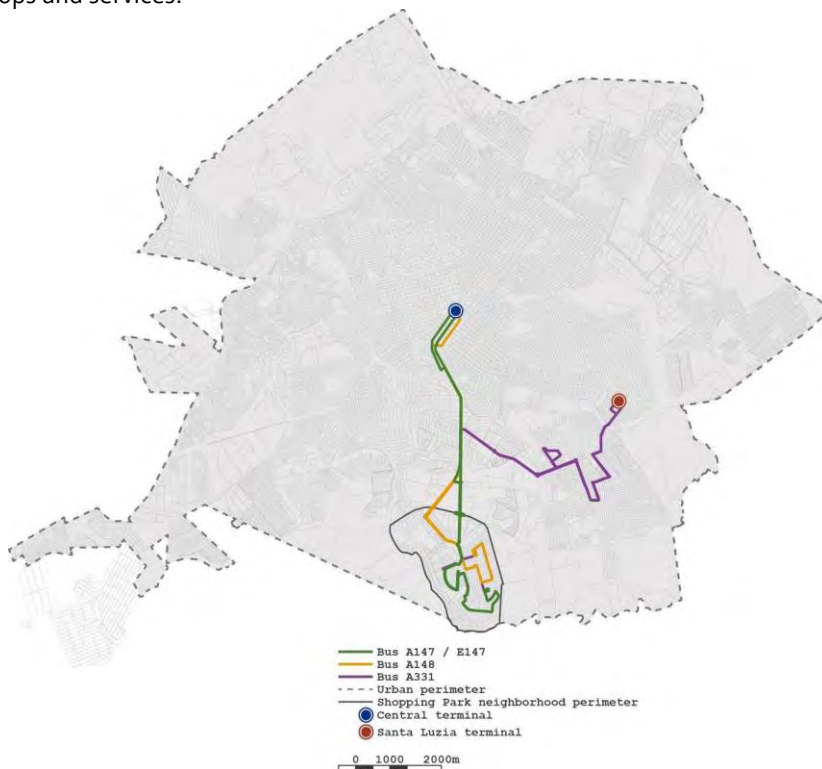 ops and services.
Bus A147 / E147
Bus A148
Bus A331
Urban perimeter
Shopping Park neighborhood perimeter
Central terminal
Santa Luzia terminal
0 1000 2000m